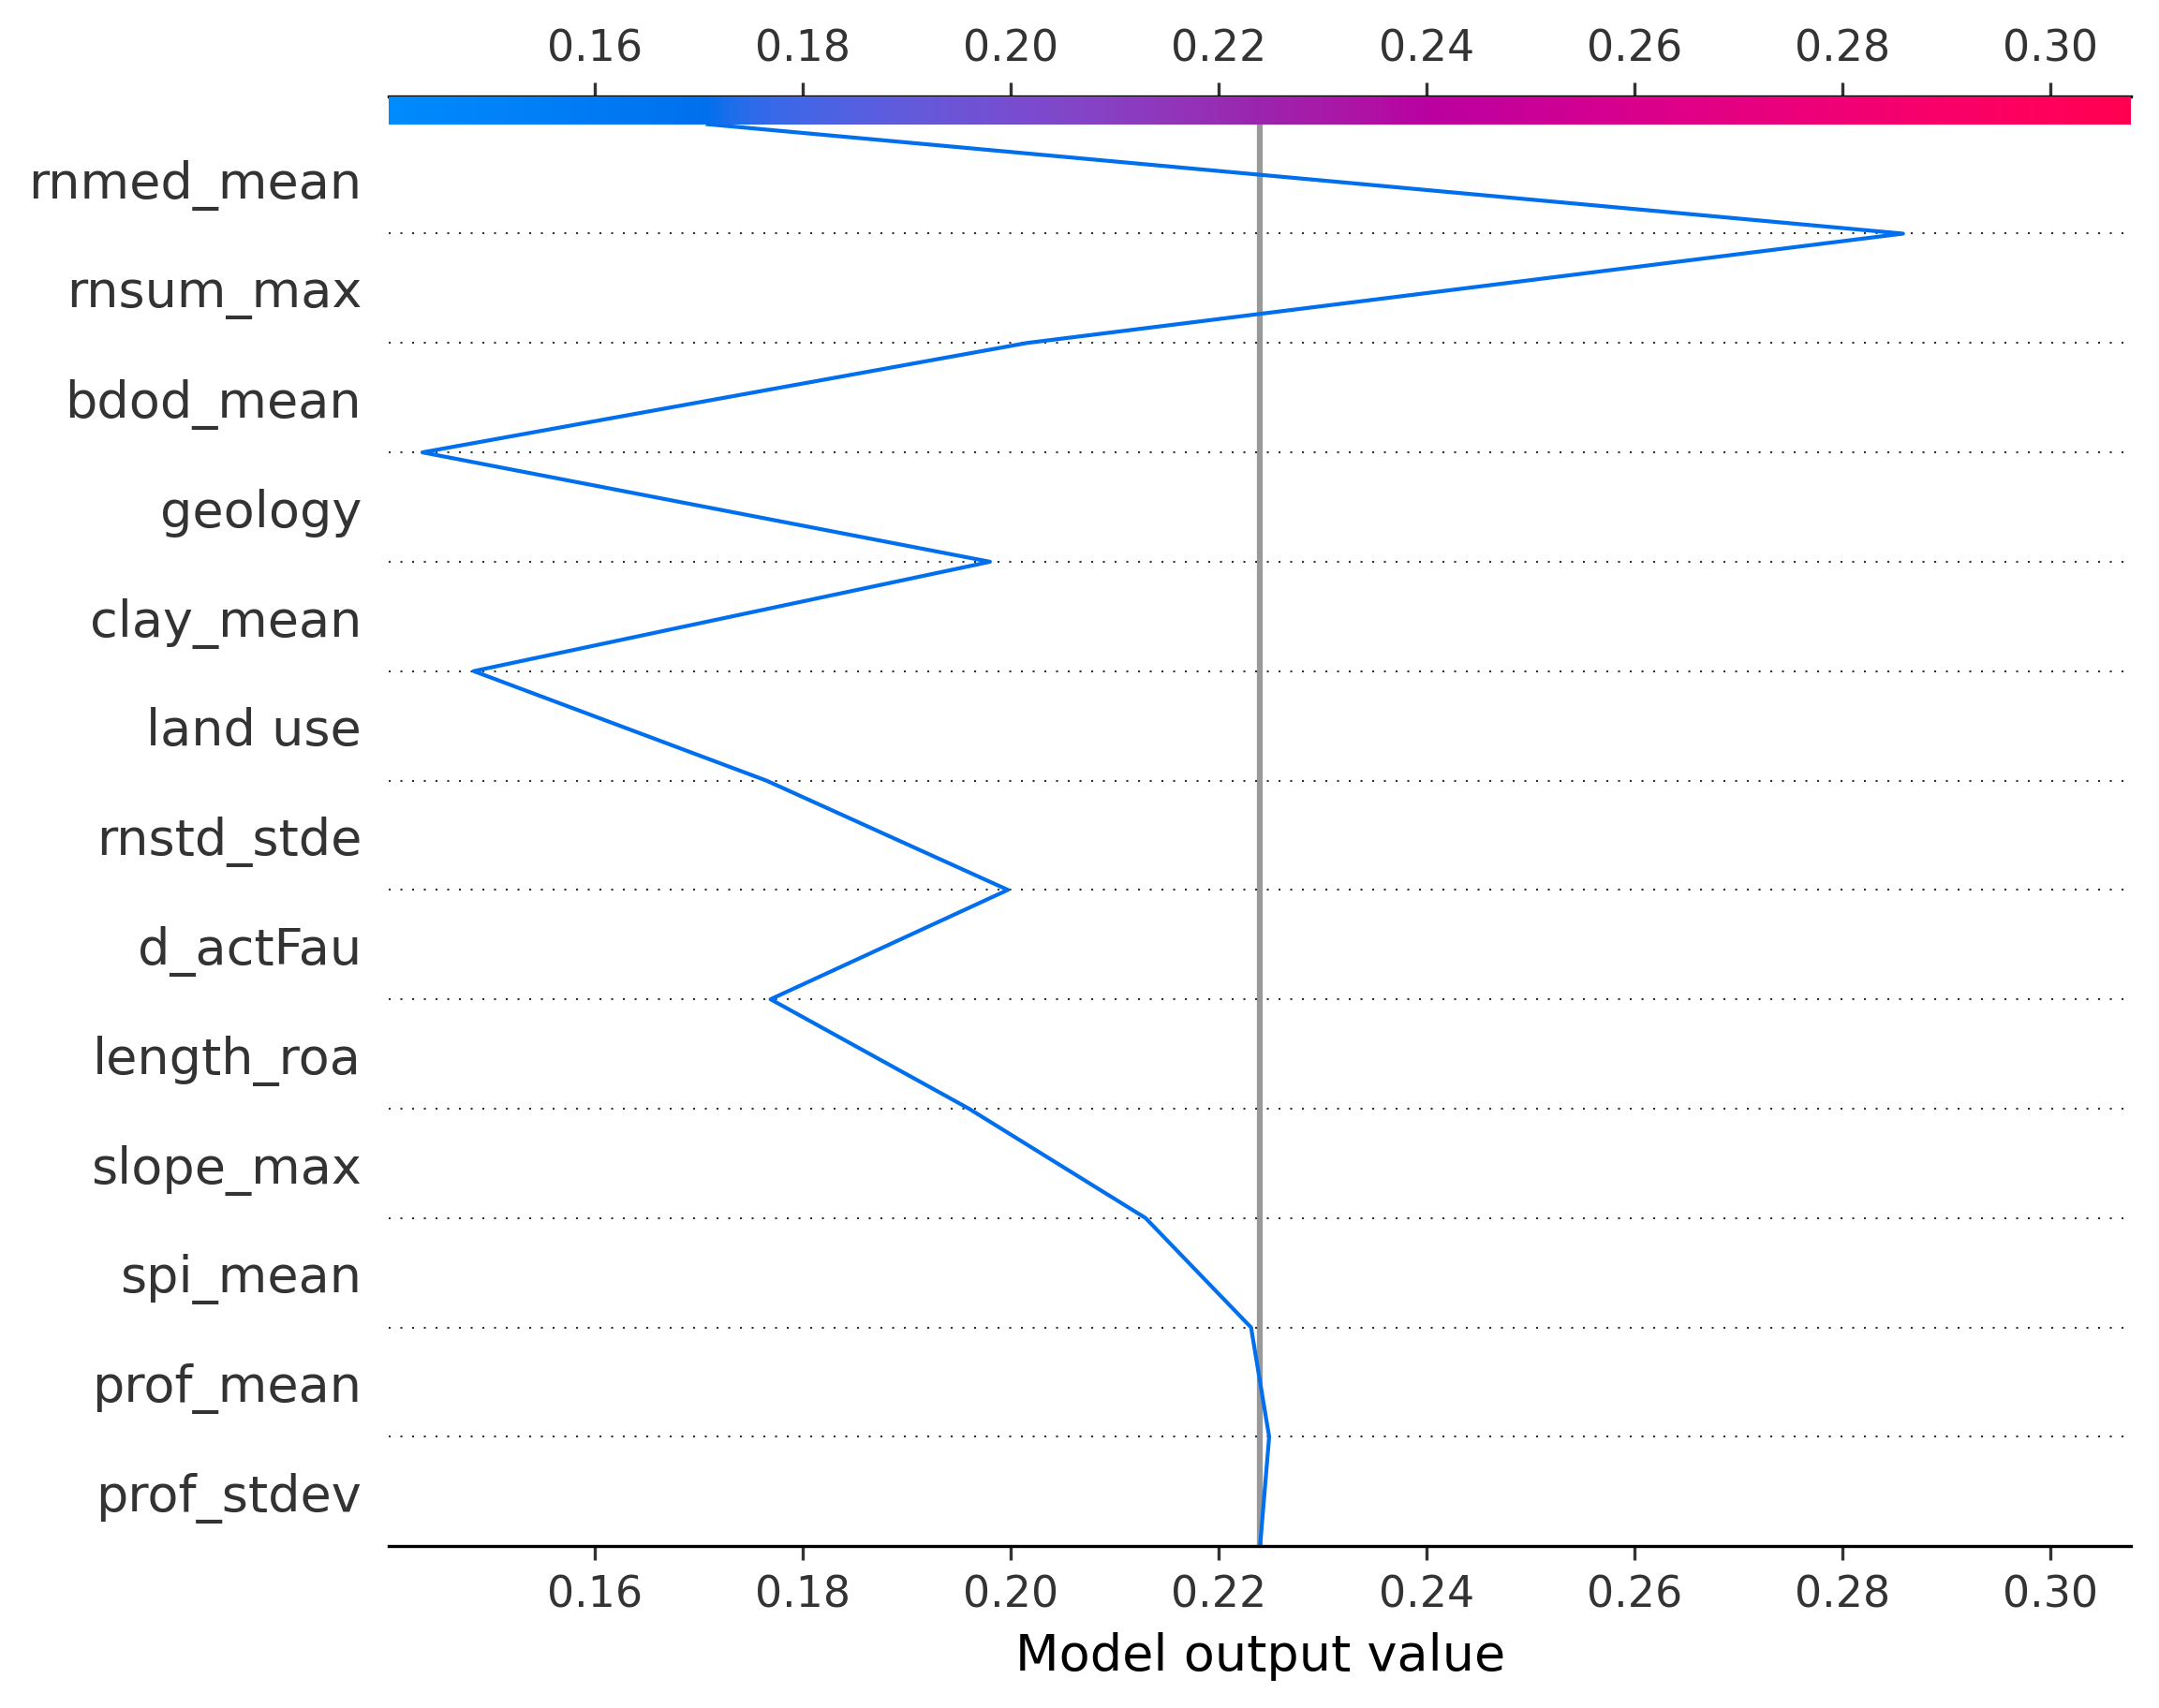 0.16 0.18 0.20 0.22 0.24 0.26 0.28 0.30
rnmed_mean
rnsum_max
bdod_mean
geology
clay_mean
land use
rnstd_stde
d_actFau
length_roa
slope_max
spi_mean
prof_mean
prof_stdev
0.16 0.18 0.20 0.22 0.24 0.26 0.28 0.30
Model output value